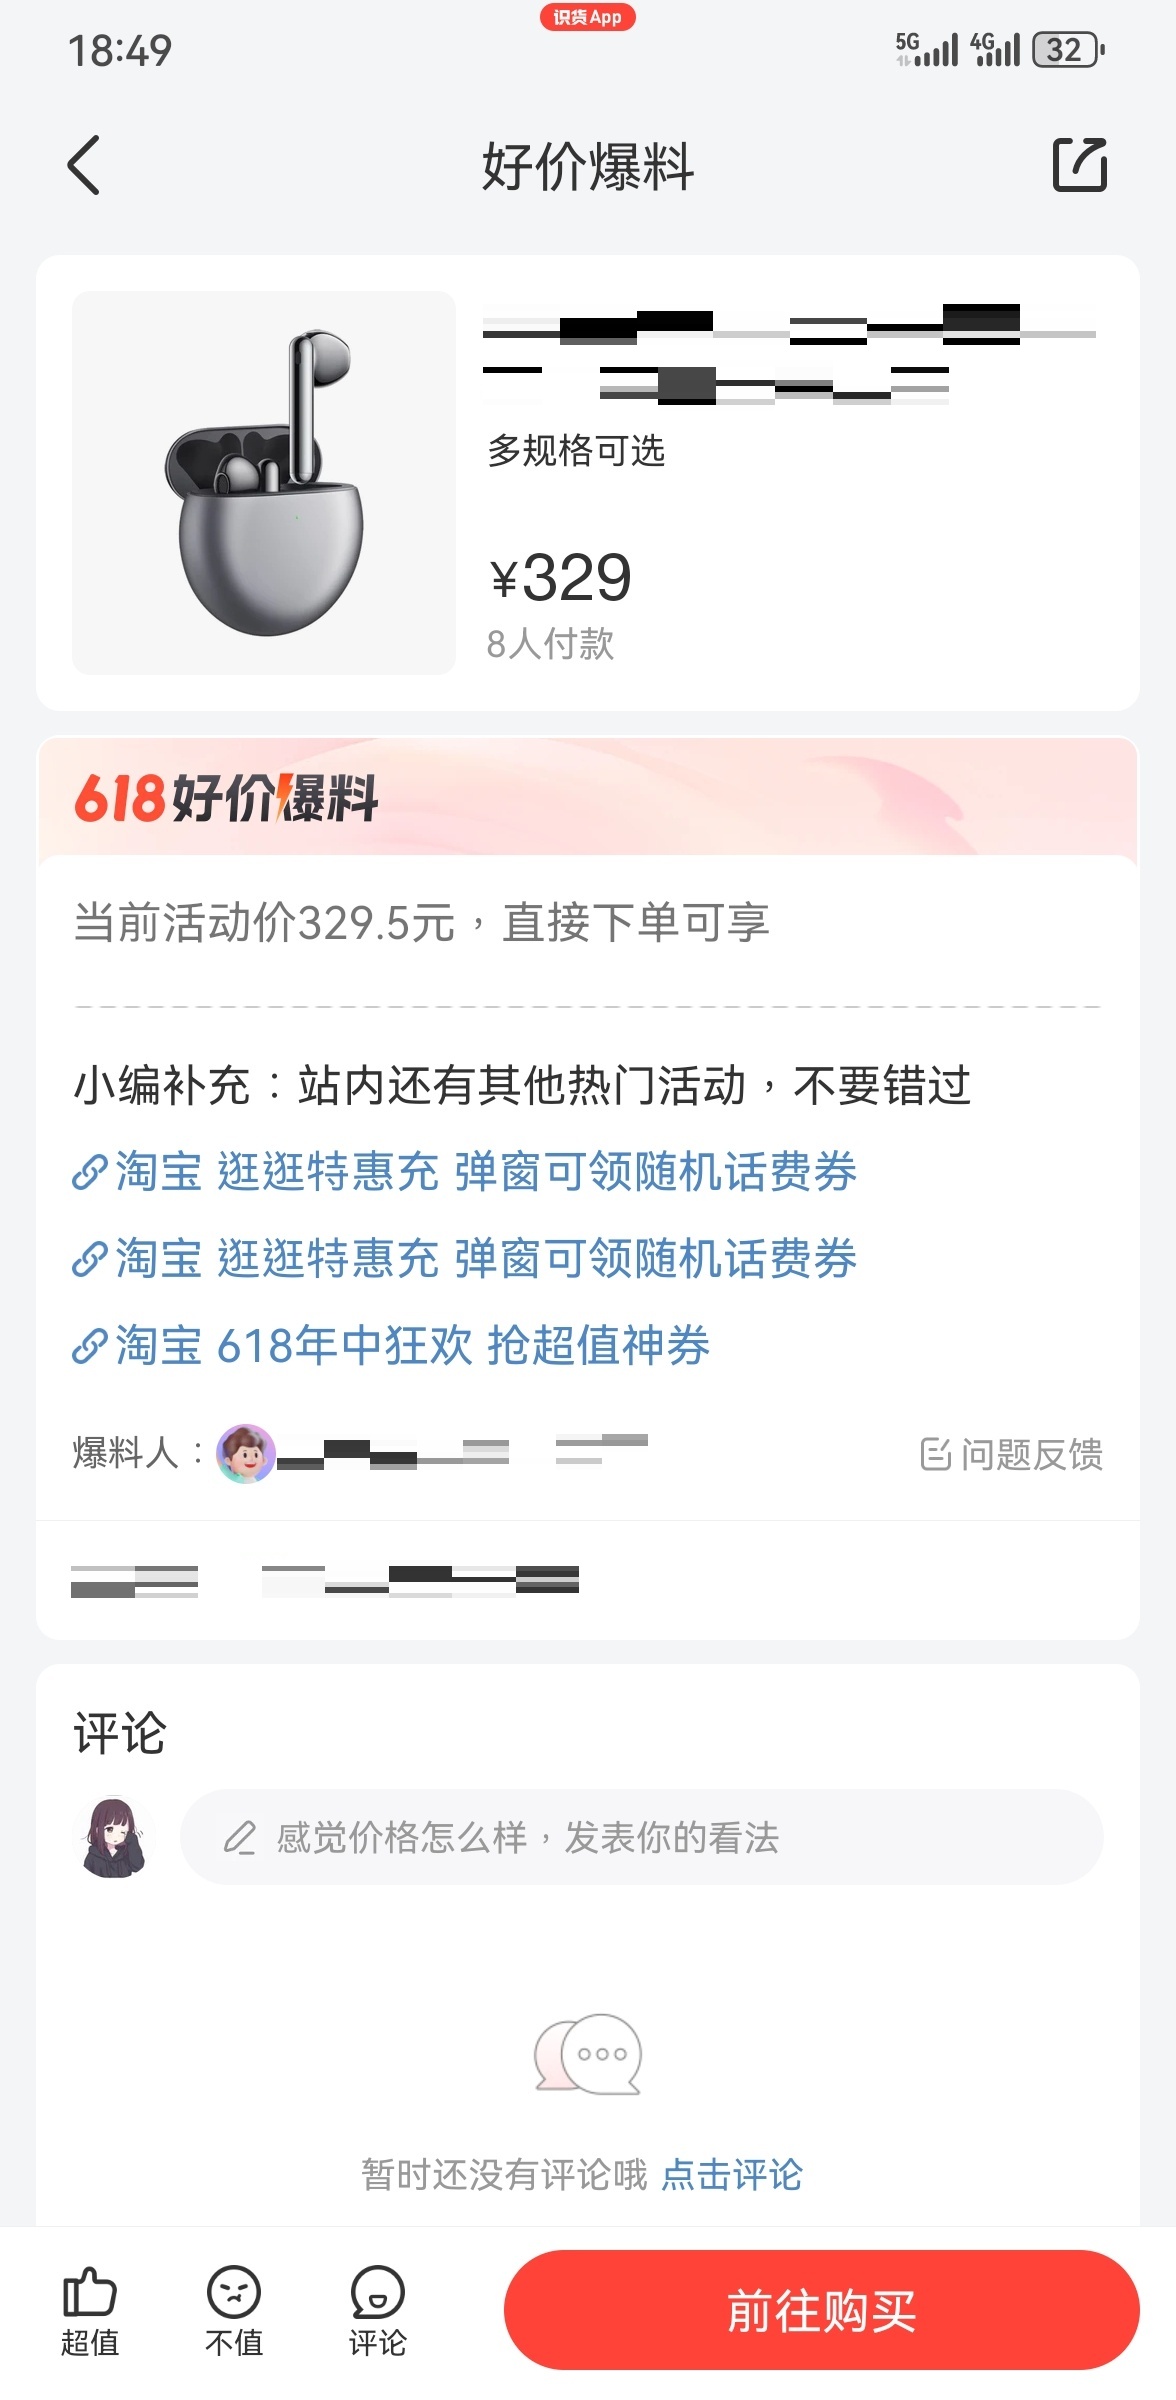 识货App
18:49
5G 4G 32
好价爆料
多规格可选
¥329
8人付款
618好价爆料
当前活动价329.5元，直接下单可享
小编补充：站内还有其他热门活动，不要错过
淘宝 逛逛特惠充 弹窗可领随机话费券
淘宝 逛逛特惠充 弹窗可领随机话费券
淘宝 618年中狂欢 抢超值神券
爆料人：
问题反馈
评论
感觉价格怎么样，发表你的看法
暂时还没有评论哦 点击评论
超值 不值 评论 前往购买